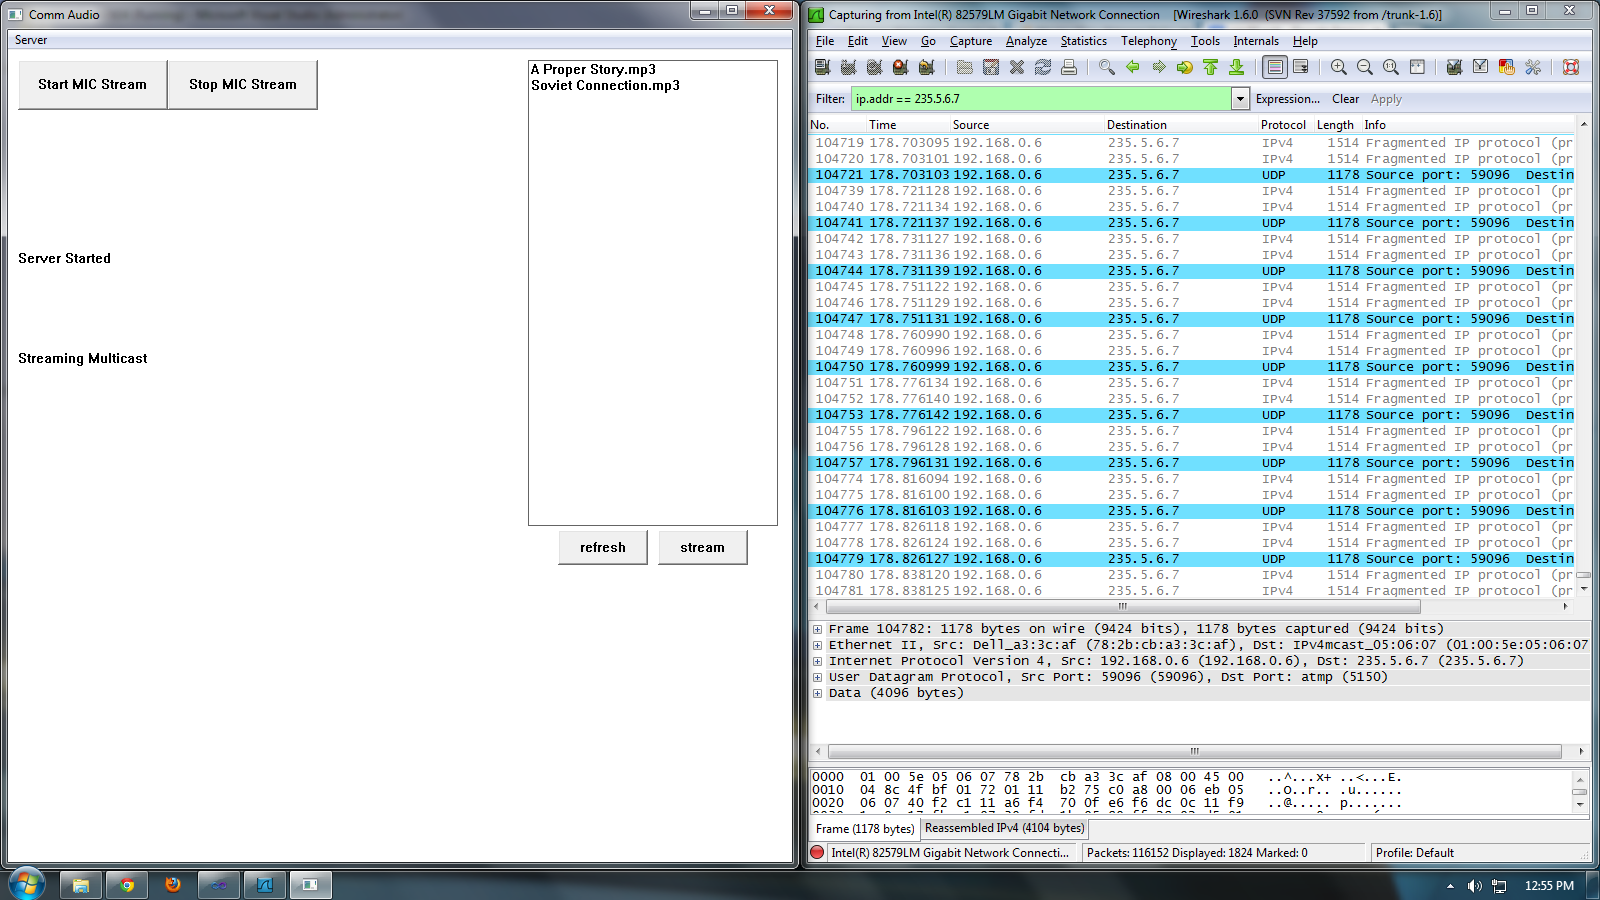 Comm Audio
Server
Start MIC Stream
Stop MIC Stream
A Proper Story.mp3
Soviet Connection.mp3
Server Started
Streaming Multicast
refresh
stream
Capturing from Intel(R) 82579LM Gigabit Network Connection [Wireshark 1.6.0 (SVN Rev 37592 from /trunk-1.6)]
File Edit View Go Capture Analyze Statistics Telephony Tools Internals Help
Filter: ip.addr == 235.5.6.7 Expression... Clear Apply
No. Time Source Destination Protocol Length Info
104719 178.703095 192.168.0.6 235.5.6.7 IPv4 1514 Fragmented IP protocol (pr
104720 178.703101 192.168.0.6 235.5.6.7 IPv4 1514 Fragmented IP protocol (pr
104721 178.703103 192.168.0.6 235.5.6.7 UDP 1178 Source port: 59096 Destin
104739 178.721128 192.168.0.6 235.5.6.7 IPv4 1514 Fragmented IP protocol (pr
104740 178.721134 192.168.0.6 235.5.6.7 IPv4 1514 Fragmented IP protocol (pr
104741 178.721137 192.168.0.6 235.5.6.7 UDP 1178 Source port: 59096 Destin
104742 178.731127 192.168.0.6 235.5.6.7 IPv4 1514 Fragmented IP protocol (pr
104743 178.731136 192.168.0.6 235.5.6.7 IPv4 1514 Fragmented IP protocol (pr
104744 178.731139 192.168.0.6 235.5.6.7 UDP 1178 Source port: 59096 Destin
104745 178.751122 192.168.0.6 235.5.6.7 IPv4 1514 Fragmented IP protocol (pr
104746 178.751129 192.168.0.6 235.5.6.7 IPv4 1514 Fragmented IP protocol (pr
104747 178.751131 192.168.0.6 235.5.6.7 UDP 1178 Source port: 59096 Destin
104748 178.760990 192.168.0.6 235.5.6.7 IPv4 1514 Fragmented IP protocol (pr
104749 178.760996 192.168.0.6 235.5.6.7 IPv4 1514 Fragmented IP protocol (pr
104750 178.760999 192.168.0.6 235.5.6.7 UDP 1178 Source port: 59096 Destin
104751 178.776134 192.168.0.6 235.5.6.7 IPv4 1514 Fragmented IP protocol (pr
104752 178.776140 192.168.0.6 235.5.6.7 IPv4 1514 Fragmented IP protocol (pr
104753 178.776142 192.168.0.6 235.5.6.7 UDP 1178 Source port: 59096 Destin
104755 178.796122 192.168.0.6 235.5.6.7 IPv4 1514 Fragmented IP protocol (pr
104756 178.796128 192.168.0.6 235.5.6.7 IPv4 1514 Fragmented IP protocol (pr
104757 178.796131 192.168.0.6 235.5.6.7 UDP 1178 Source port: 59096 Destin
104774 178.816094 192.168.0.6 235.5.6.7 IPv4 1514 Fragmented IP protocol (pr
104775 178.816100 192.168.0.6 235.5.6.7 IPv4 1514 Fragmented IP protocol (pr
104776 178.816103 192.168.0.6 235.5.6.7 UDP 1178 Source port: 59096 Destin
104777 178.826118 192.168.0.6 235.5.6.7 IPv4 1514 Fragmented IP protocol (pr
104778 178.826124 192.168.0.6 235.5.6.7 IPv4 1514 Fragmented IP protocol (pr
104779 178.826127 192.168.0.6 235.5.6.7 UDP 1178 Source port: 59096 Destin
104780 178.838120 192.168.0.6 235.5.6.7 IPv4 1514 Fragmented IP protocol (pr
104781 178.838125 192.168.0.6 235.5.6.7 IPv4 1514 Fragmented IP protocol (pr
Frame 104782: 1178 bytes on wire (9424 bits), 1178 bytes captured (9424 bits)
Ethernet II, Src: Dell_a3:3c:af (78:2b:cb:a3:3c:af), Dst: IPv4mcast_05:06:07 (01:00:5e:05:06:07
Internet Protocol Version 4, Src: 192.168.0.6 (192.168.0.6), Dst: 235.5.6.7 (235.5.6.7)
User Datagram Protocol, Src Port: 59096 (59096), Dst Port: atmp (5150)
Data (4096 bytes)
0000 01 00 5e 05 06 07 78 2b cb a3 3c af 08 00 45 00 ..^...x+ ..<...E.
0010 04 8c 4f bf 01 72 01 11 b2 75 c0 a8 00 06 eb 05 ..O..r.. .u......
0020 06 07 40 f2 c1 11 a6 f4 70 0f e6 f6 dc 0c 11 f9 ..@..... p.......
Frame (1178 bytes) Reassembled IPv4 (4104 bytes)
Intel(R) 82579LM Gigabit Network Connecti... Packets: 116152 Displayed: 1824 Marked: 0 Profile: Default
12:55 PM